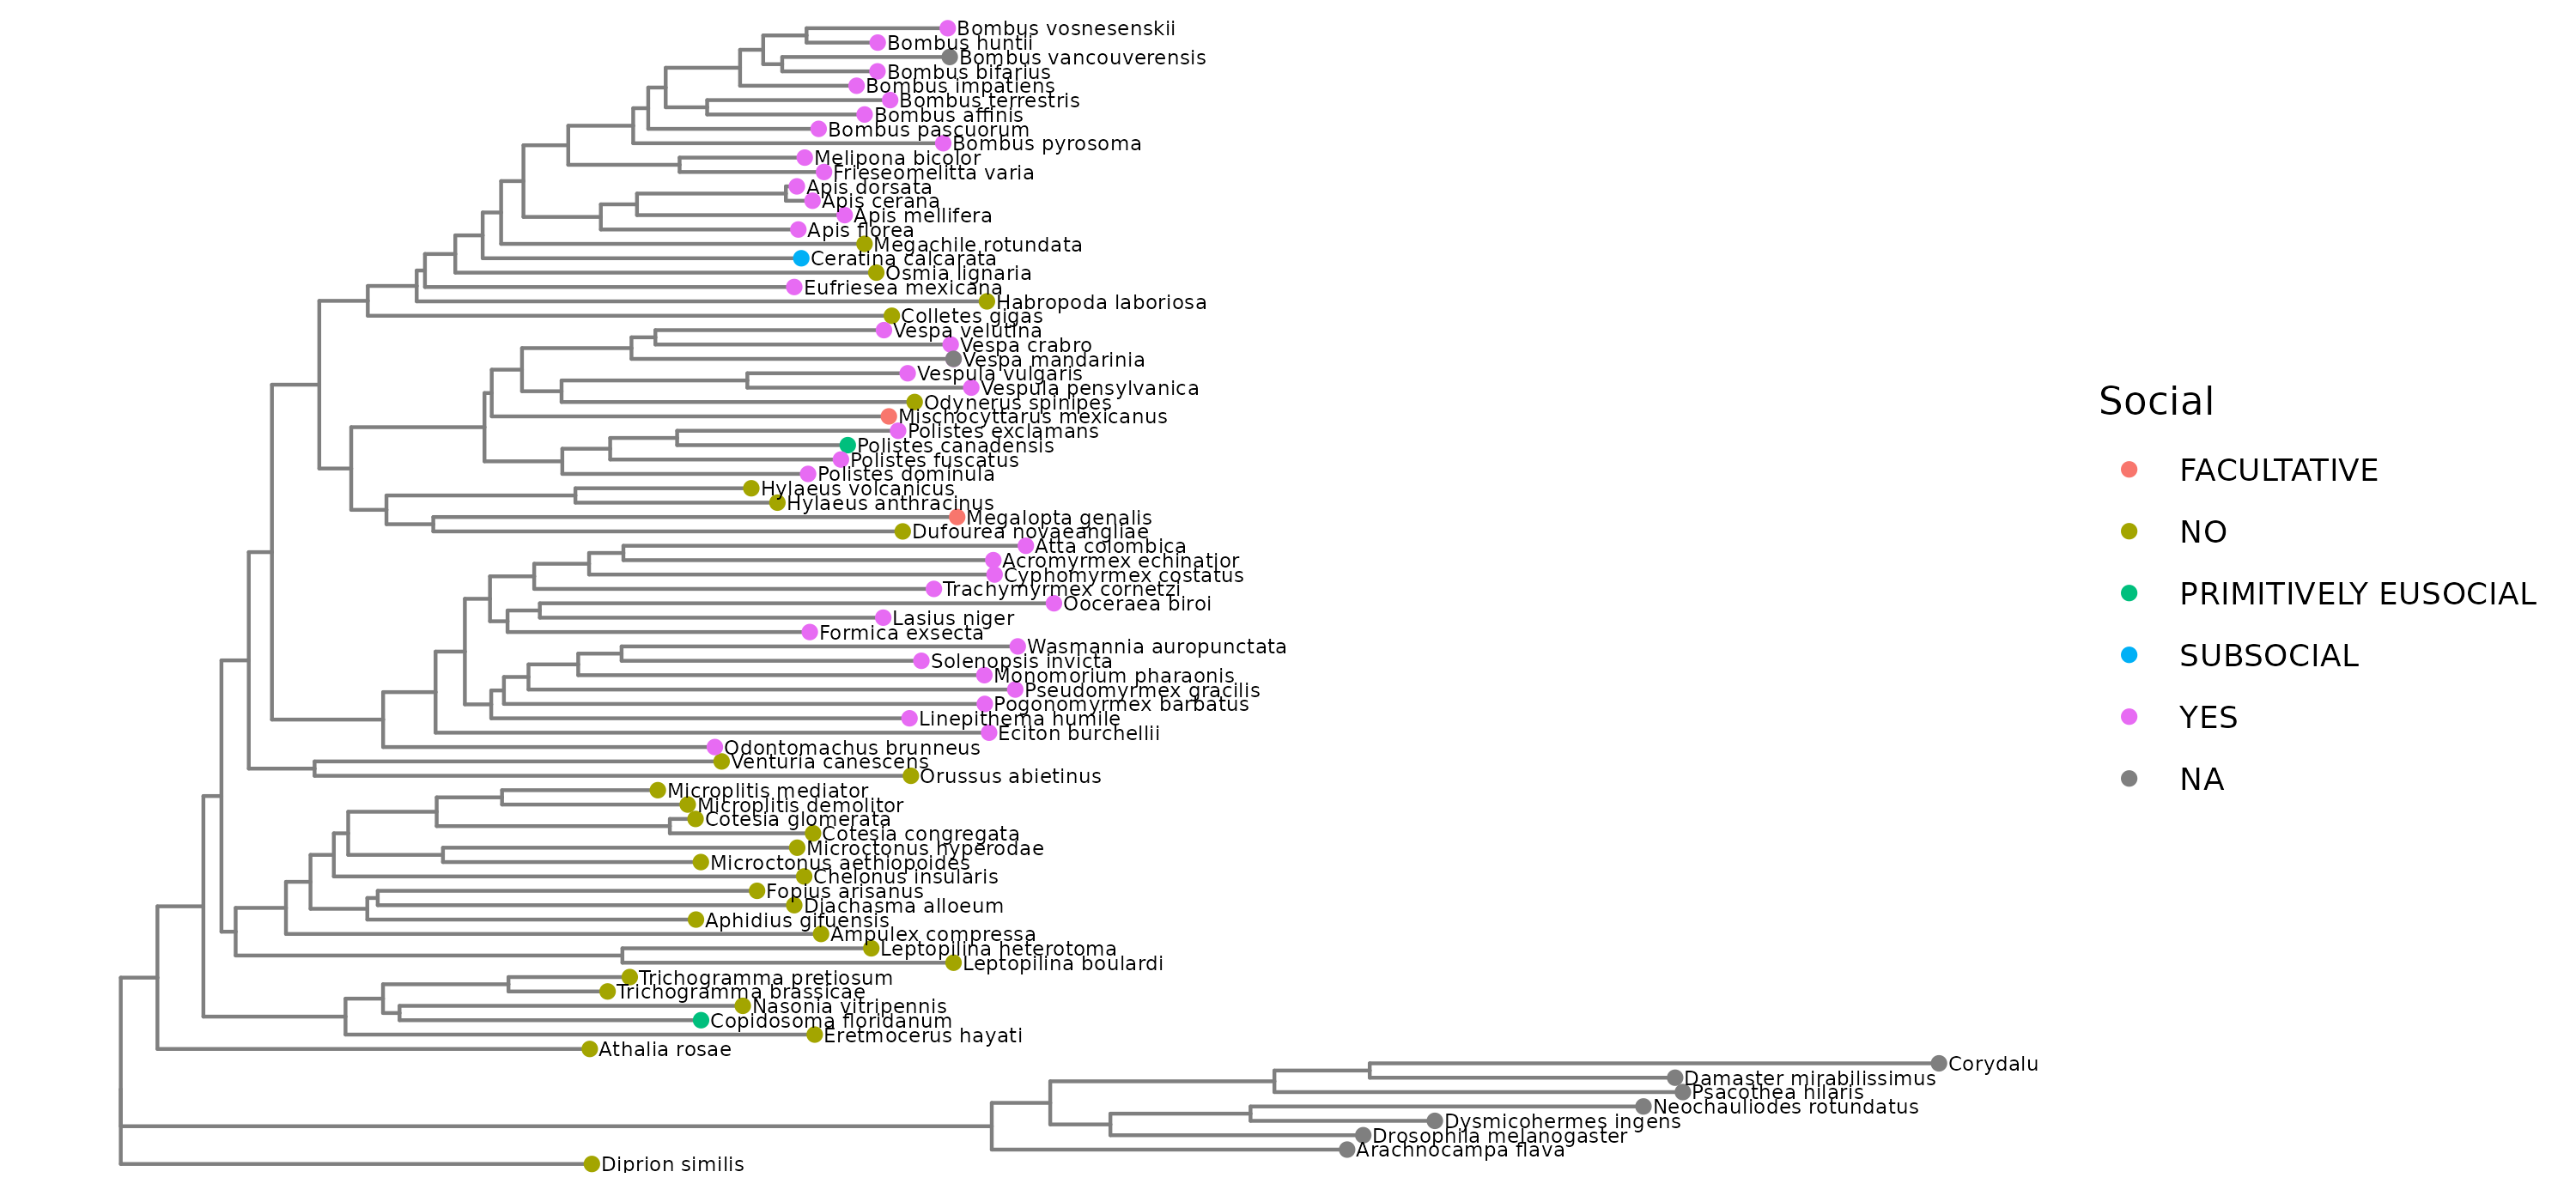 Bombus vosnesenskii
Bombus huntii
Bombus vancouverensis
Bombus bifarius
Bombus impatiens
Bombus terrestris
Bombus affinis
Bombus pascuorum
Bombus pyrosoma
Melipona bicolor
Frieseomelitta varia
Apis dorsata
Apis cerana
Apis mellifera
Apis florea
Megachile rotundata
Ceratina calcarata
Osmia lignaria
Eufriesea mexicana
Habropoda laboriosa
Colletes gigas
Vespa velutina
Vespa crabro
Vespa mandarinia
Vespula vulgaris
Vespula pensylvanica
Odynerus spinipes
Mischocyttarus mexicanus
Polistes exclamans
Polistes canadensis
Polistes fuscatus
Polistes dominula
Hylaeus volcanicus
Hylaeus anthracinus
Megalopta genalis
Dufourea novaeangliae
Atta colombica
Acromyrmex echinatior
Cyphomyrmex costatus
Trachymyrmex cornetzi
Ooceraea biroi
Lasius niger
Formica exsecta
Wasmannia auropunctata
Solenopsis invicta
Monomorium pharaonis
Pseudomyrmex gracilis
Pogonomyrmex barbatus
Linepithema humile
Eciton burchellii
Odontomachus brunneus
Venturia canescens
Orussus abietinus
Microplitis mediator
Microplitis demolitor
Cotesia glomerata
Cotesia congregata
Microctonus hyperodae
Microctonus aethiopoides
Chelonus insularis
Fopius arisanus
Diachasma alloeum
Aphidius gifuensis
Ampulex compressa
Leptopilina heterotoma
Leptopilina boulardi
Trichogramma pretiosum
Trichogramma brassicae
Nasonia vitripennis
Copidosoma floridanum
Eretmocerus hayati
Athalia rosae
Corydalu
Damaster mirabilissimus
Psacothea hilaris
Neochauliodes rotundatus
Dysmicohermes ingens
Drosophila melanogaster
Arachnocampa flava
Diprion similis
Social
FACULTATIVE
NO
PRIMITIVELY EUSOCIAL
SUBSOCIAL
YES
NA